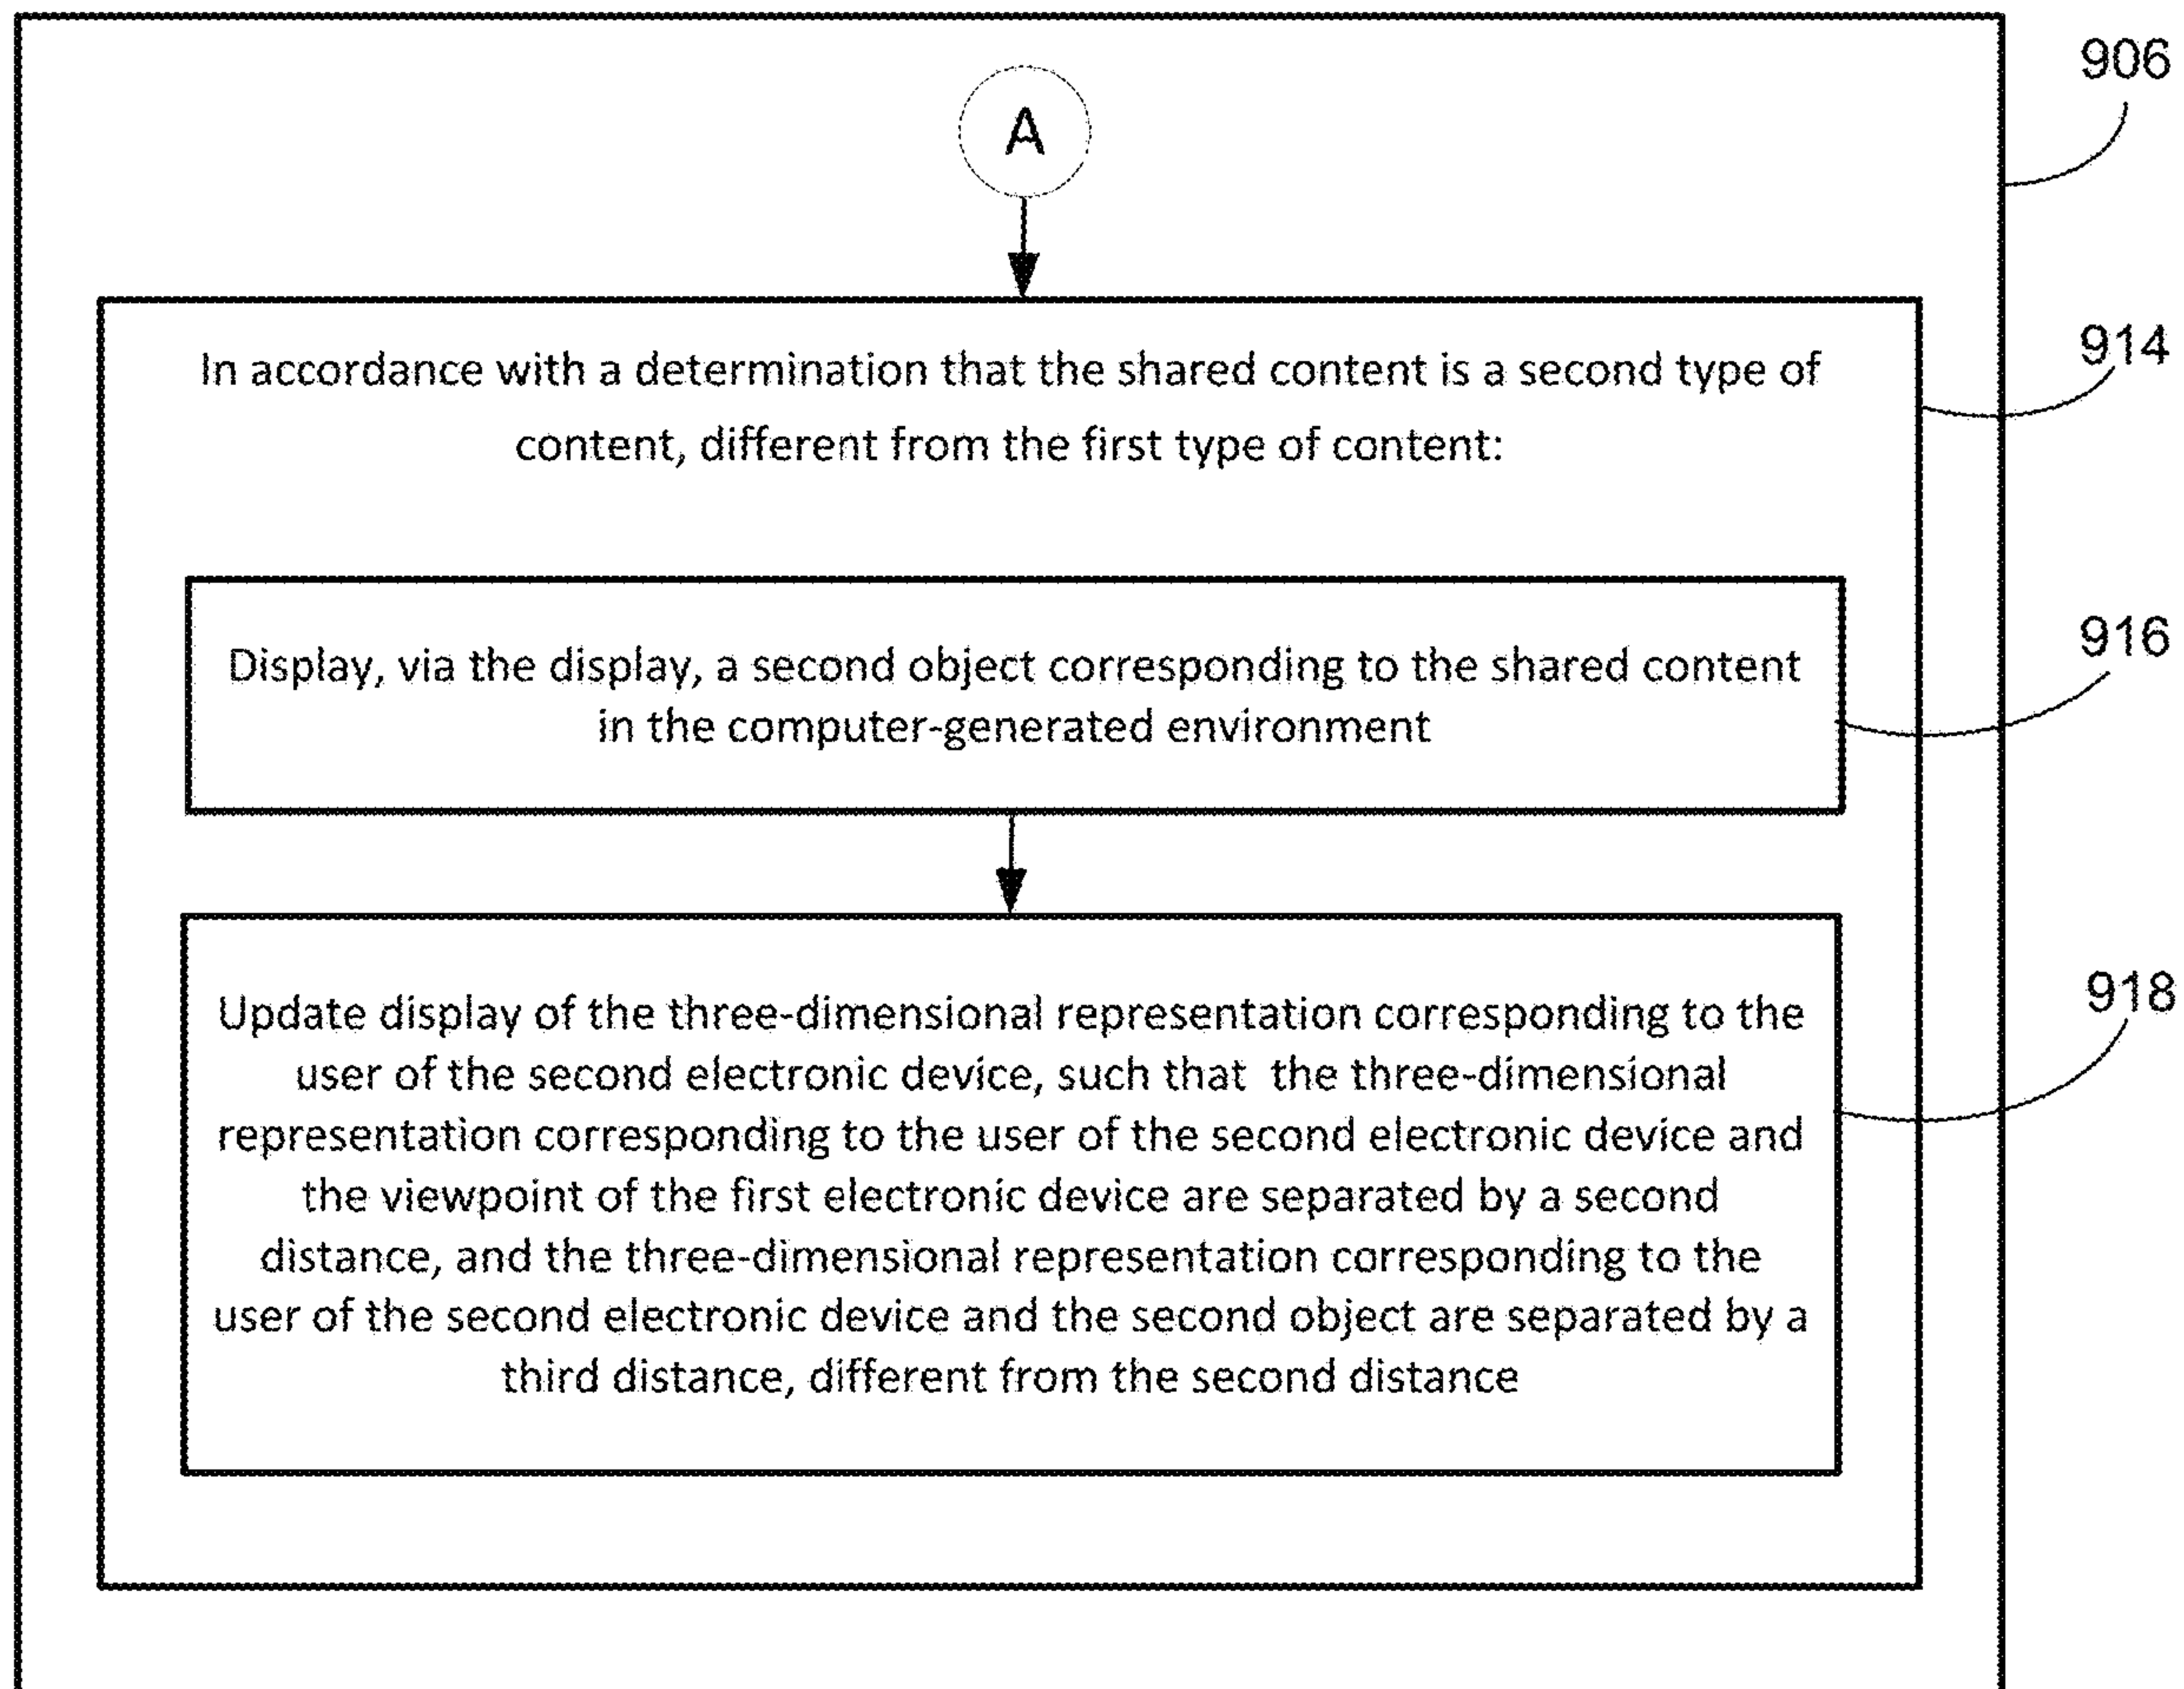 906
A
914
In accordance with a determination that the shared content is a second type of
content, different from the first type of content:
916
Display, via the display, a second object corresponding to the shared content
in the computer-generated environment
918
Update display of the three-dimensional representation corresponding to the
user of the second electronic device, such that the three-dimensional
representation corresponding to the user of the second electronic device and
the viewpoint of the first electronic device are separated by a second
distance, and the three-dimensional representation corresponding to the
user of the second electronic device and the second object are separated by a
third distance, different from the second distance